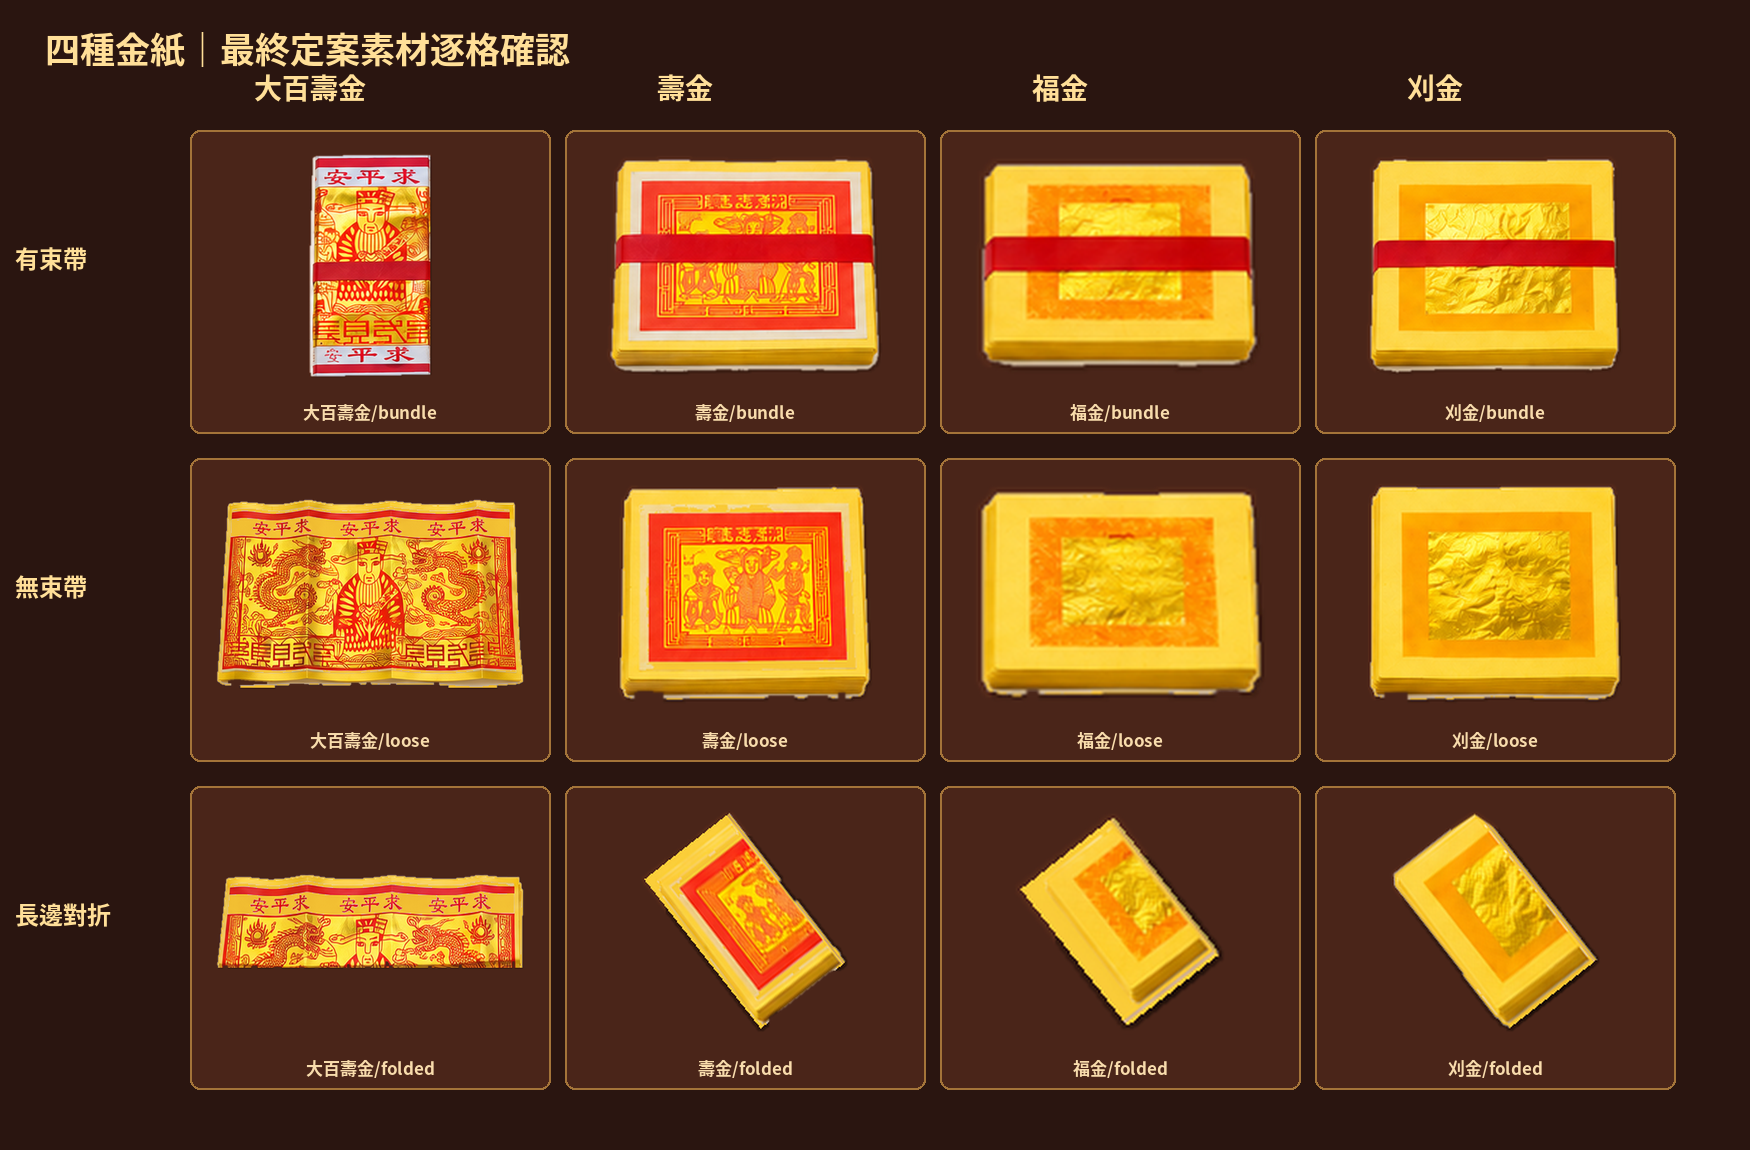 四種金紙｜最終定案素材逐格確認
大百壽金
壽金
福金
刈金
有束帶
安平求
安平求
大百壽金/bundle
壽金/bundle
福金/bundle
刈金/bundle
無束帶
安平求 安平求 安平求
大百壽金/loose
壽金/loose
福金/loose
刈金/loose
長邊對折
安平求 安平求 安平求
大百壽金/folded
壽金/folded
福金/folded
刈金/folded